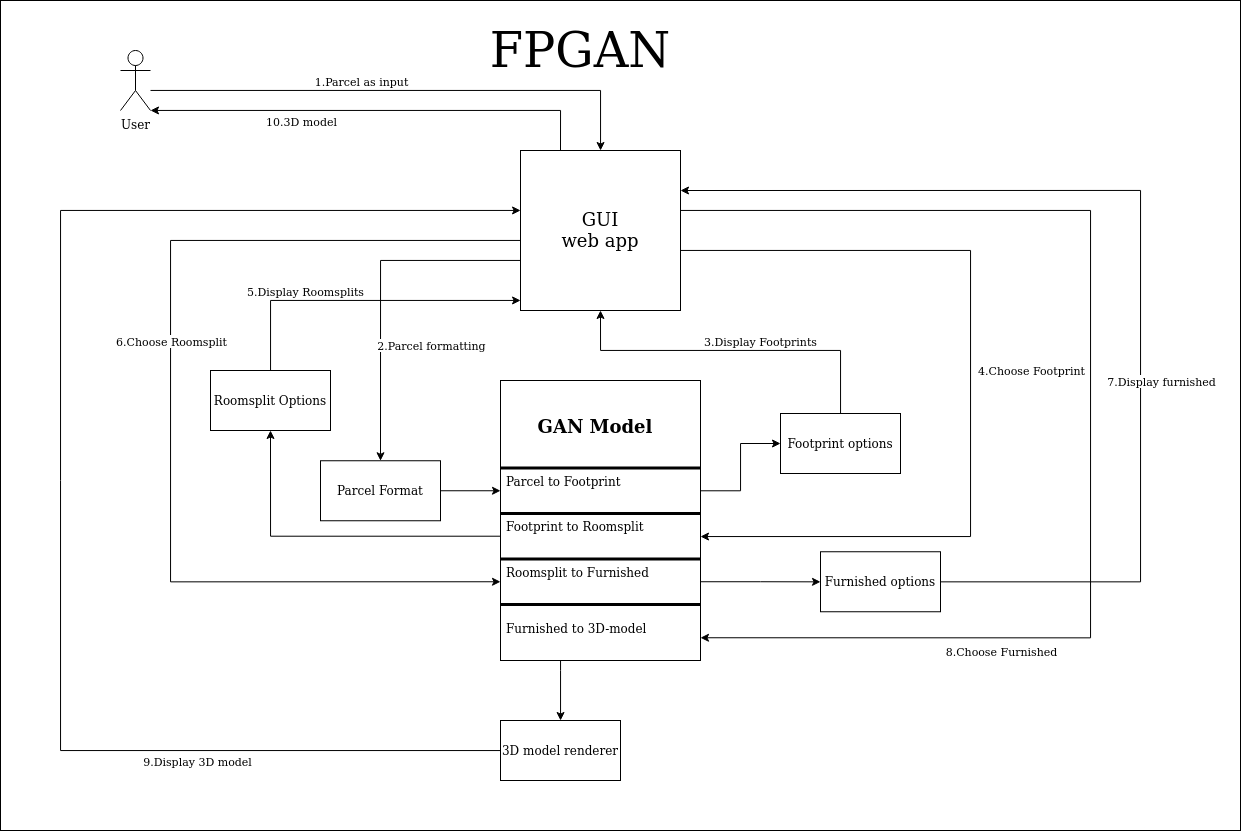 FPGAN
1.Parcel as input
10.3D model
User
GUI
web app
5.Display Roomsplits
6.Choose Roomsplit
2.Parcel formatting
3.Display Footprints
4.Choose Footprint
7.Display furnished
Roomsplit Options
GAN Model
Footprint options
Parcel Format
Parcel to Footprint
Footprint to Roomsplit
Roomsplit to Furnished
Furnished options
Furnished to 3D-model
8.Choose Furnished
3D model renderer
9.Display 3D model